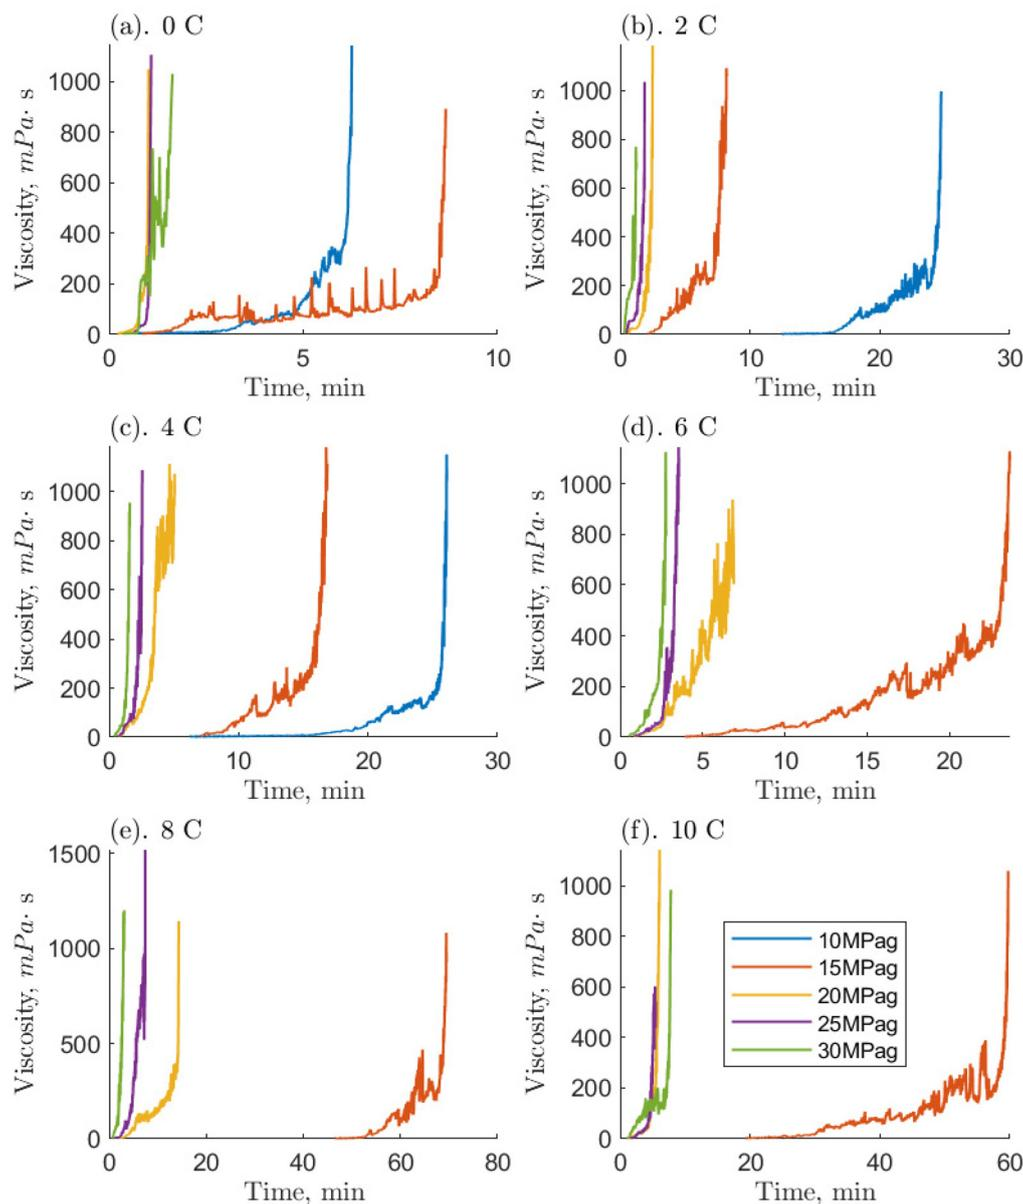 (a). 0 C
Viscosity, mPa· s
1000
800
600
400
200
0
0 5 10
Time, min
(b). 2 C
Viscosity, mPa· s
1000
800
600
400
200
0
0 10 20 30
Time, min
(c). 4 C
Viscosity, mPa· s
1000
800
600
400
200
0
0 10 20 30
Time, min
(d). 6 C
Viscosity, mPa· s
1000
800
600
400
200
0
0 5 10 15 20
Time, min
(e). 8 C
Viscosity, mPa· s
1500
1000
500
0
0 20 40 60 80
Time, min
(f). 10 C
Viscosity, mPa· s
1000
800
600
400
200
0
0 20 40 60
Time, min
10MPag
15MPag
20MPag
25MPag
30MPag